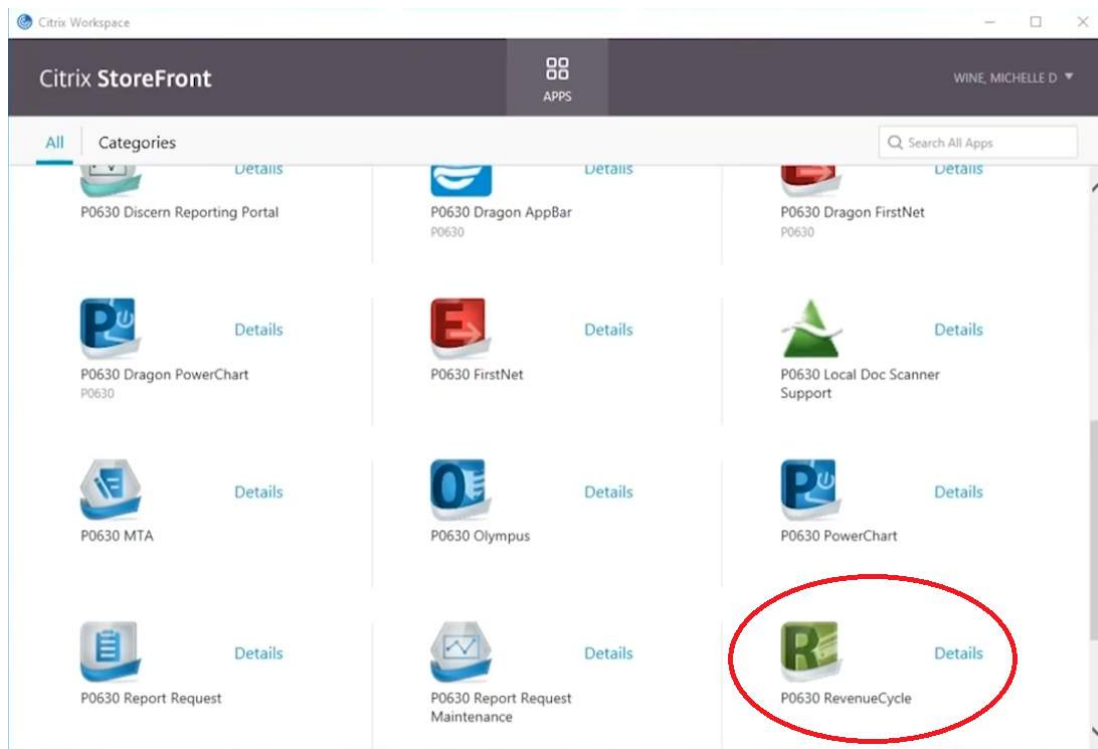 Citrix Workspace
Citrix StoreFront
APPS
WINE, MICHELLE D
All
Categories
Search All Apps
Details
Details
Details
P0630 Discern Reporting Portal
P0630 Dragon AppBar
P0630
P0630 Dragon FirstNet
P0630
Details
Details
Details
P0630 Dragon PowerChart
P0630
P0630 FirstNet
P0630 Local Doc Scanner
Support
Details
Details
Details
P0630 MTA
P0630 Olympus
P0630 PowerChart
Details
Details
Details
P0630 Report Request
P0630 Report Request
Maintenance
P0630 RevenueCycle